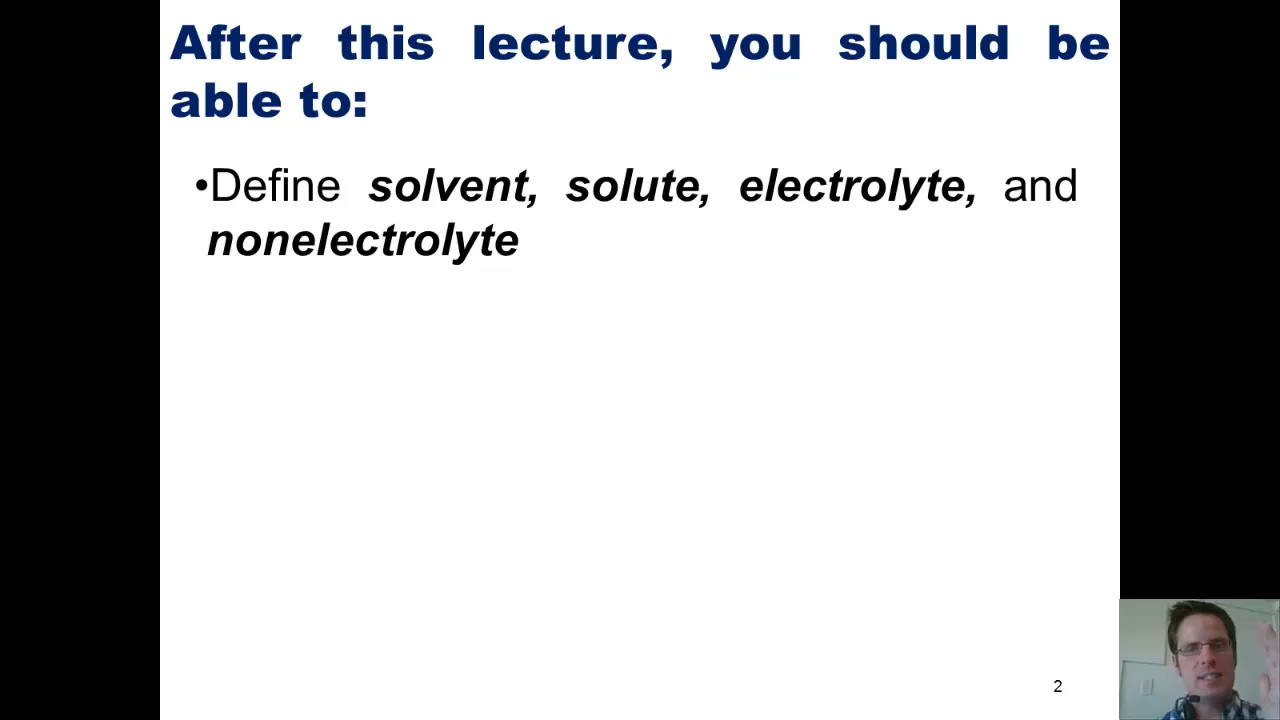 After this lecture, you should be
able to:
•Define solvent, solute, electrolyte, and
nonelectrolyte
2